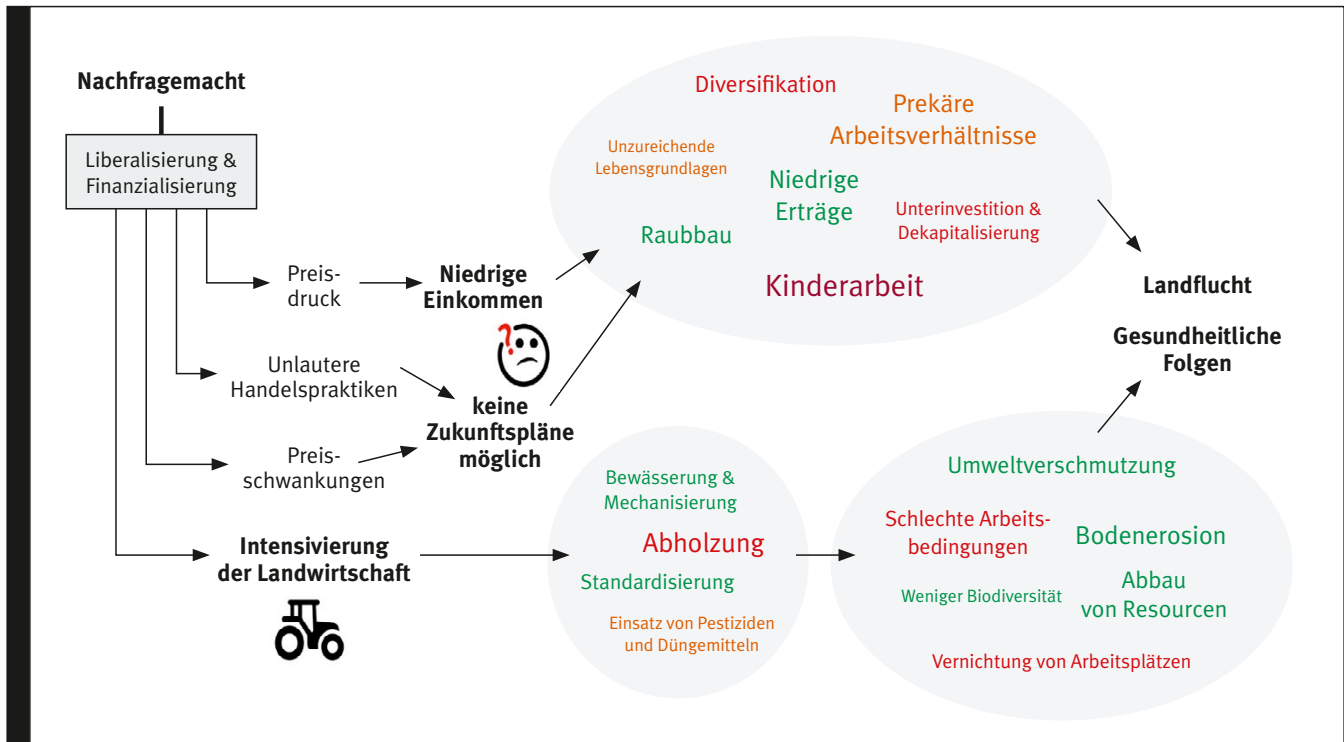 Nachfragemacht
Liberalisierung &
Finanzialisierung
Preis-
druck
Niedrige
Einkommen
Unlautere
Handelspraktiken
?
keine
Zukunftspläne
möglich
Preis-
schwankungen
Intensivierung
der Landwirtschaft
Diversifikation
Prekäre
Arbeitsverhältnisse
Unzureichende
Lebensgrundlagen
Niedrige
Erträge
Unterinvestition &
Dekapitalisierung
Raubbau
Kinderarbeit
Landflucht
Gesundheitliche
Folgen
Bewässerung &
Mechanisierung
Abholzung
Standardisierung
Einsatz von Pestiziden
und Düngemitteln
Umweltverschmutzung
Schlechte Arbeits-
bedingungen
Bodenerosion
Weniger Biodiversität
Abbau
von Resourcen
Vernichtung von Arbeitsplätzen